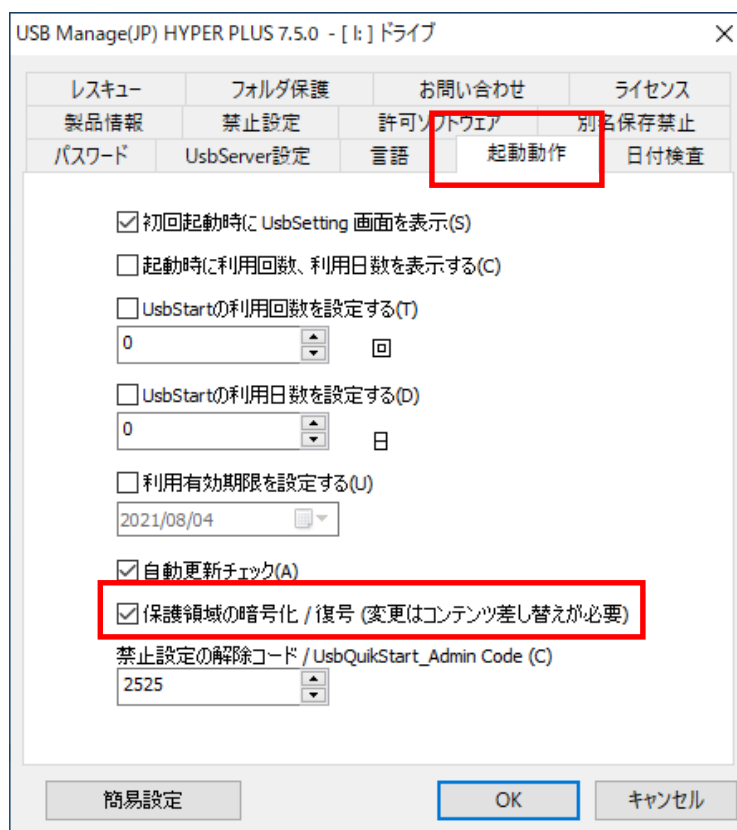 USB Manage(JP) HYPER PLUS 7.5.0 - [ I: ] ドライブ
レスキュー フォルダ保護 お問い合わせ ライセンス
製品情報 禁止設定 許可ソフトウェア 別名保存禁止
パスワード UsbServer設定 言語 起動動作 日付検査
初回起動時に UsbSetting 画面を表示(S)
起動時に利用回数、利用日数を表示する(C)
UsbStartの利用回数を設定する(T)
0 回
UsbStartの利用日数を設定する(D)
0 日
利用有効期限を設定する(U)
2021/08/04
自動更新チェック(A)
保護領域の暗号化 / 復号 (変更はコンテンツ差し替えが必要)
禁止設定の解除コード / UsbQuikStart_Admin Code (C)
2525
簡易設定 OK キャンセル